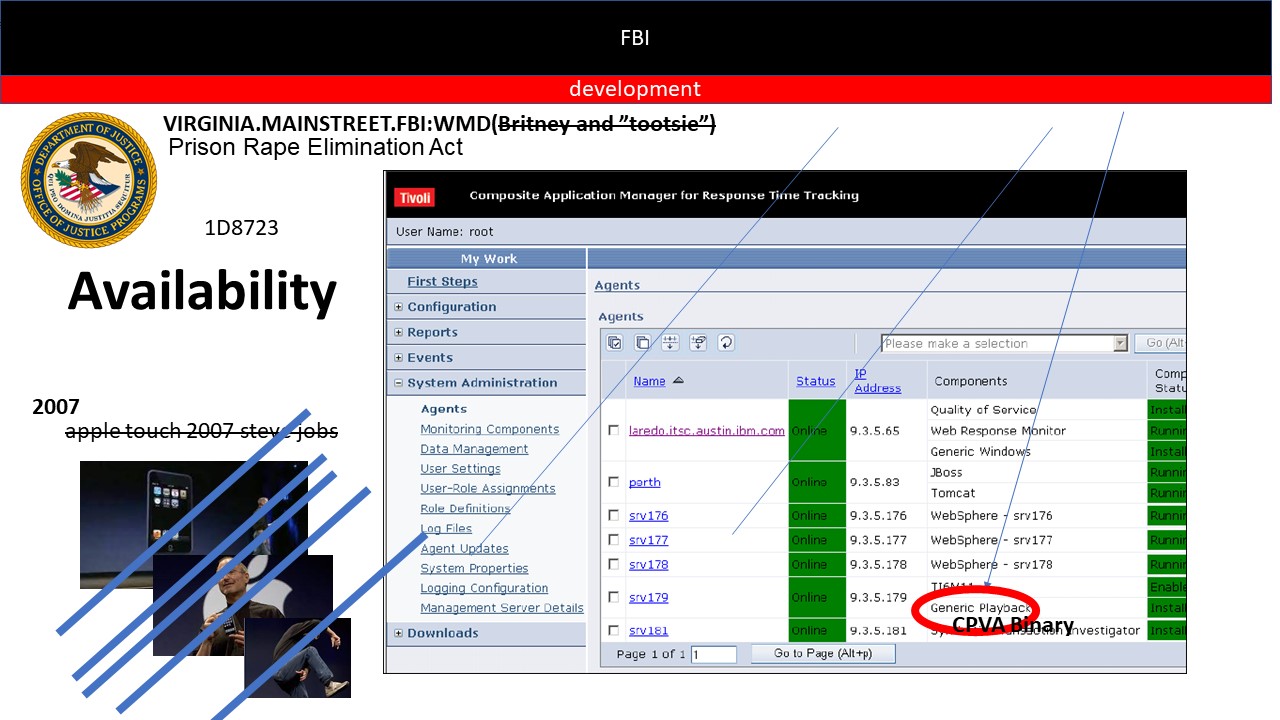 FBI
development
VIRGINIA.MAINSTREET.FBI:WMD(Britney and ”tootsie”)
Prison Rape Elimination Act
DEPARTMENT OF JUSTICE
QUI PRO DOMINA JUSTITIA SEQUITUR
OFFICE OF JUSTICE PROGRAMS
1D8723
Availability
2007
apple touch 2007 steve jobs
Tivoli Composite Application Manager for Response Time Tracking
User Name: root
My Work
First Steps
Configuration
Reports
Events
System Administration
Agents
Monitoring Components
Data Management
User Settings
User-Role Assignments
Role Definitions
Log Files
Agent Updates
System Properties
Logging Configuration
Management Server Details
Downloads
Agents
Agents
Please make a selection Go (Alt
Name Status IP Address Components Comp Statu
laredo.itsc.austin.ibm.com Online 9.3.5.65 Quality of Service Install
Web Response Monitor Runnin
Generic Windows Install
perth Online 9.3.5.83 JBoss Runnin
Tomcat Runnin
srv176 Online 9.3.5.176 WebSphere - srv176 Runnin
srv177 Online 9.3.5.177 WebSphere - srv177 Runnin
srv178 Online 9.3.5.178 WebSphere - srv178 Runnin
srv179 Online 9.3.5.179 Enable
Generic Playback Install
srv181 Online 9.3.5.181 Investigator Install
CPVA Binary
Page 1 of 1 1 Go to Page (Alt+p)